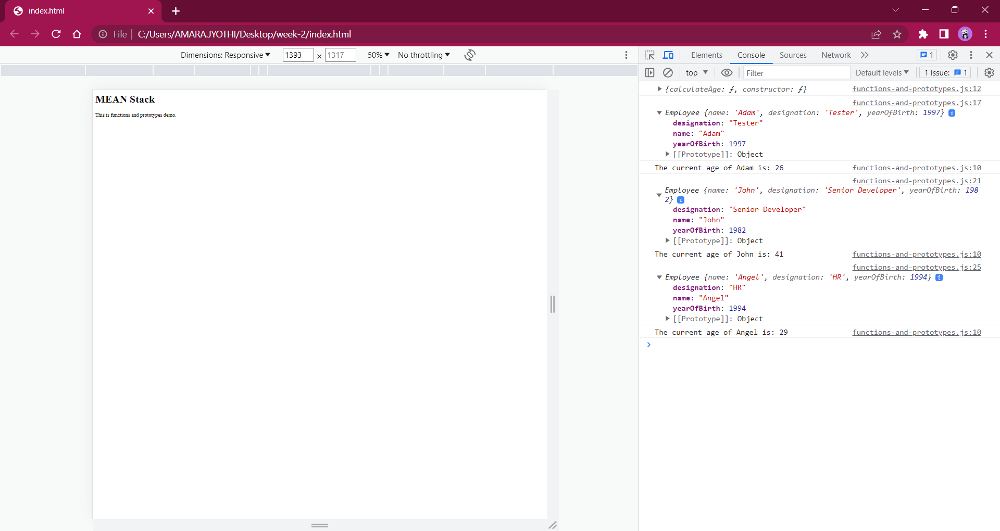 index.html
File
C:/Users/AMARAJYOTHI/Desktop/week-2/index.html
Dimensions: Responsive 1393 × 1317 50% No throttling
Elements Console Sources Network 1
top Filter Default levels 1 Issue: 1
MEAN Stack
This is functions and prototypes demo.
{calculateAge: ƒ, constructor: ƒ} functions-and-prototypes.js:12
functions-and-prototypes.js:17
Employee {name: 'Adam', designation: 'Tester', yearOfBirth: 1997} i
designation: "Tester"
name: "Adam"
yearOfBirth: 1997
[[Prototype]]: Object
The current age of Adam is: 26 functions-and-prototypes.js:10
functions-and-prototypes.js:21
Employee {name: 'John', designation: 'Senior Developer', yearOfBirth: 198
2} i
designation: "Senior Developer"
name: "John"
yearOfBirth: 1982
[[Prototype]]: Object
The current age of John is: 41 functions-and-prototypes.js:10
functions-and-prototypes.js:25
Employee {name: 'Angel', designation: 'HR', yearOfBirth: 1994} i
designation: "HR"
name: "Angel"
yearOfBirth: 1994
[[Prototype]]: Object
The current age of Angel is: 29 functions-and-prototypes.js:10